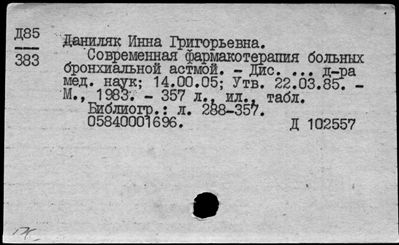 Д85
383
Даниляк Инна Григорьевна.
Современная фармакотерапия больных
бронхиальной астмой. - Дис. ... д-ра
мед. наук; 14.00.05; Утв. 22.03.85. -
М., 1983. - 357 л., ил., табл.
Библиогр.: л. 288-357.
05840001696. Д 102557